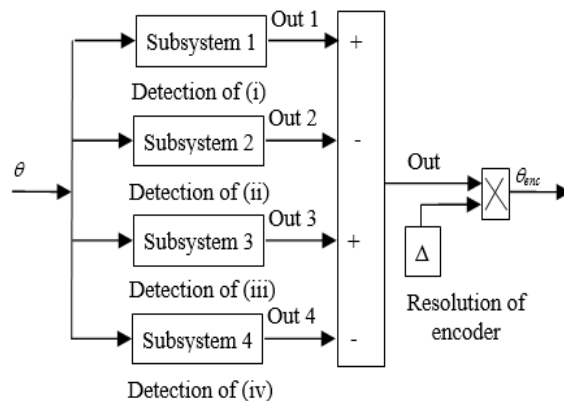 Out 1
Subsystem 1
+
Detection of (i)
Out 2
Subsystem 2
-
Out
θ
θenc
Detection of (ii)
Out 3
Subsystem 3
+
Δ
Detection of (iii)
Resolution of
encoder
Out 4
Subsystem 4
-
Detection of (iv)